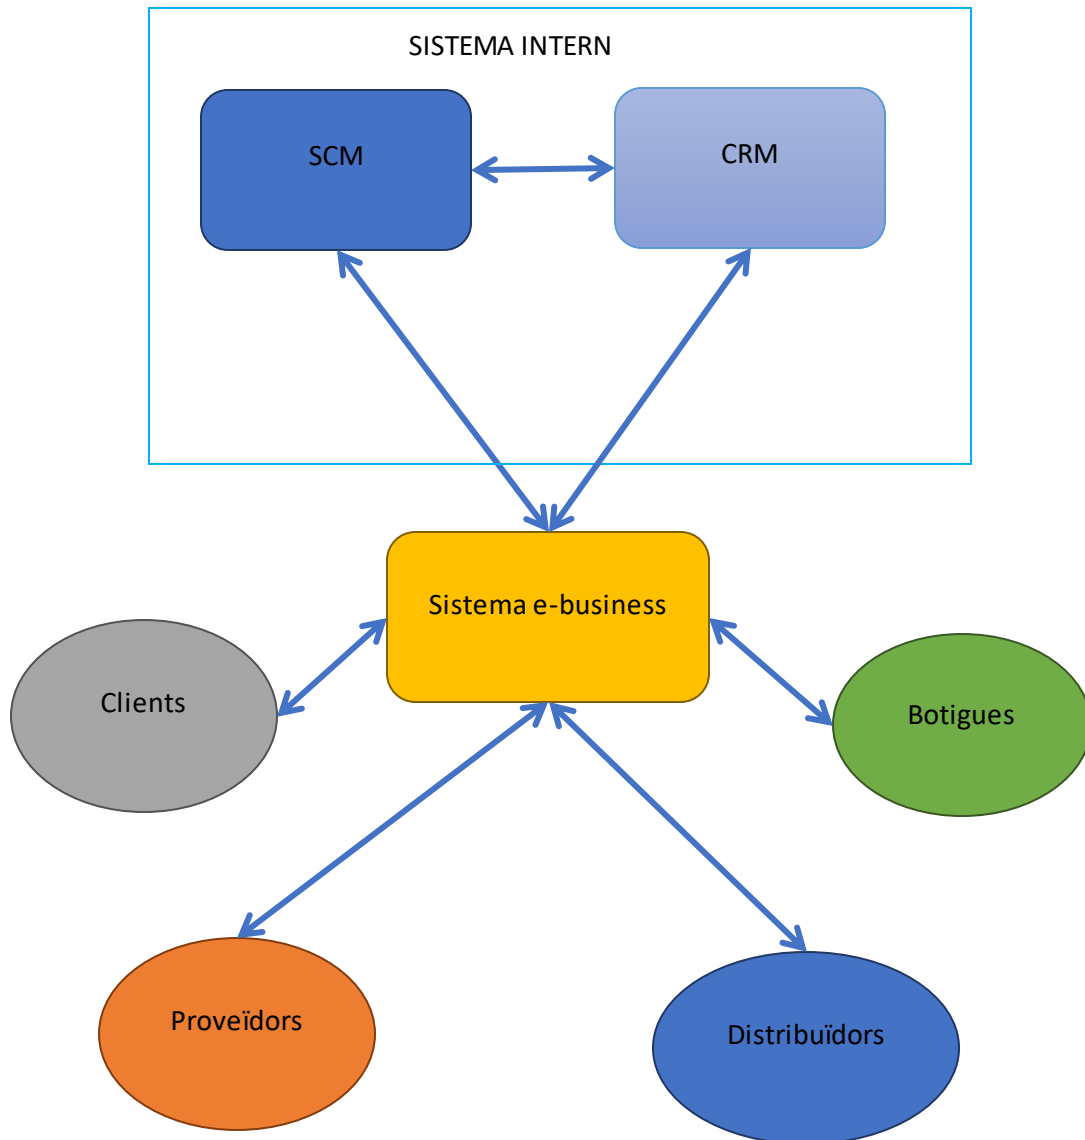 SISTEMA INTERN
SCM
CRM
Sistema e-business
Clients
Botigues
Proveïdors
Distribuïdors